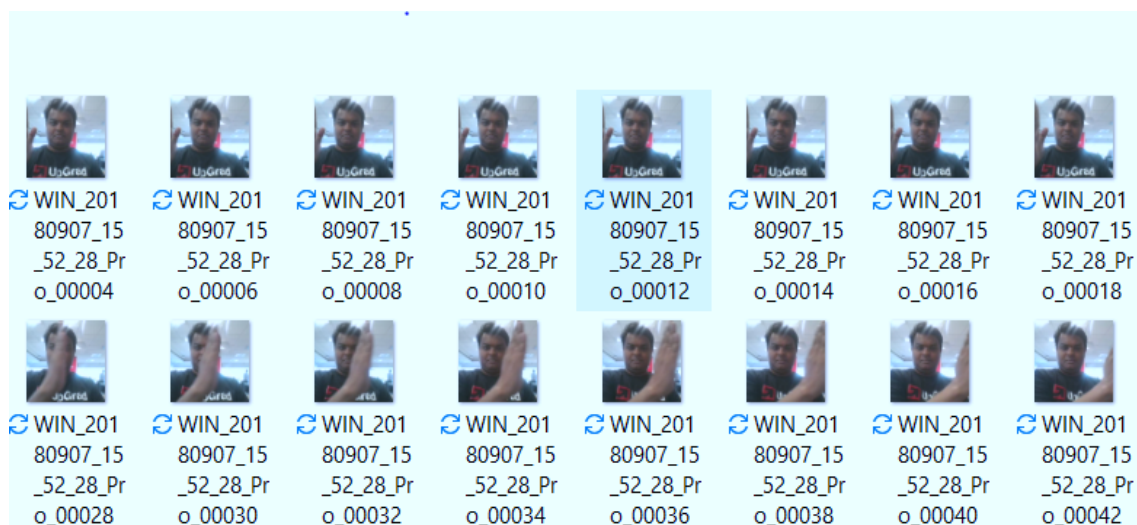 WIN_201 WIN_201 WIN_201 WIN_201 WIN_201 WIN_201 WIN_201 WIN_201
80907_15 80907_15 80907_15 80907_15 80907_15 80907_15 80907_15 80907_15
_52_28_Pr _52_28_Pr _52_28_Pr _52_28_Pr _52_28_Pr _52_28_Pr _52_28_Pr _52_28_Pr
o_00004 o_00006 o_00008 o_00010 o_00012 o_00014 o_00016 o_00018
WIN_201 WIN_201 WIN_201 WIN_201 WIN_201 WIN_201 WIN_201 WIN_201
80907_15 80907_15 80907_15 80907_15 80907_15 80907_15 80907_15 80907_15
_52_28_Pr _52_28_Pr _52_28_Pr _52_28_Pr _52_28_Pr _52_28_Pr _52_28_Pr _52_28_Pr
o_00028 o_00030 o_00032 o_00034 o_00036 o_00038 o_00040 o_00042